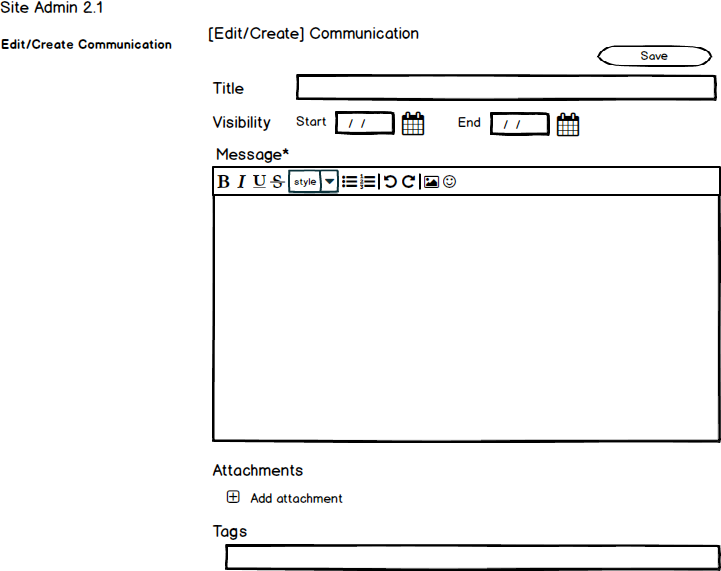 Site Admin 2.1
Edit/Create Communication
[Edit/Create] Communication
Save
Title
Visibility Start / / End / /
Message*
B I U S style
Attachments
Add attachment
Tags